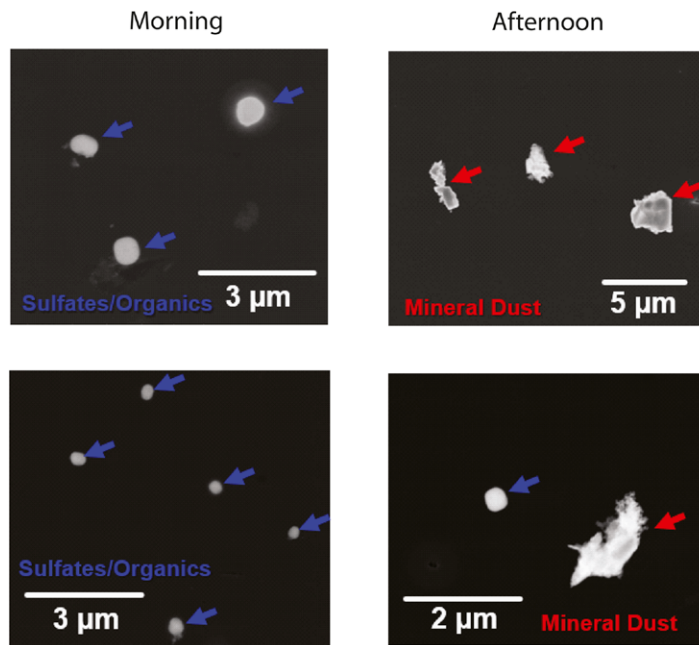 Morning
Afternoon
Sulfates/Organics
3 µm
Mineral Dust
5 µm
Sulfates/Organics
3 µm
2 µm
Mineral Dust